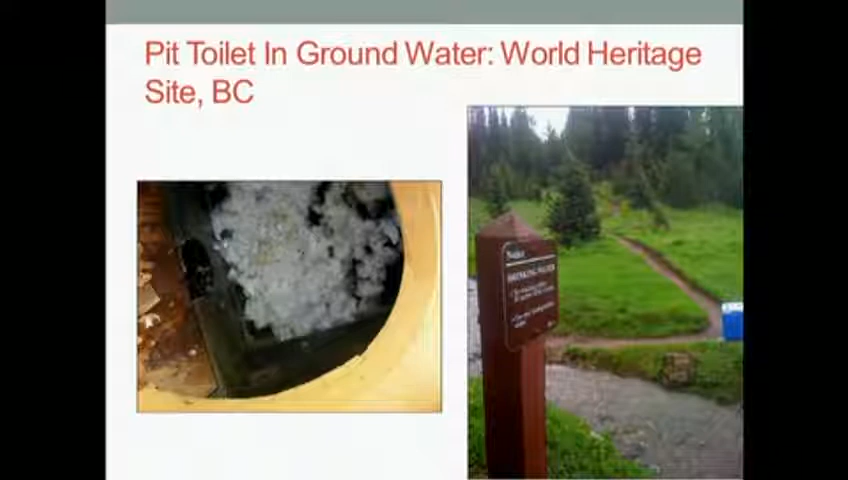 Pit Toilet In Ground Water: World Heritage
Site, BC
Notice
DRINKING WATER